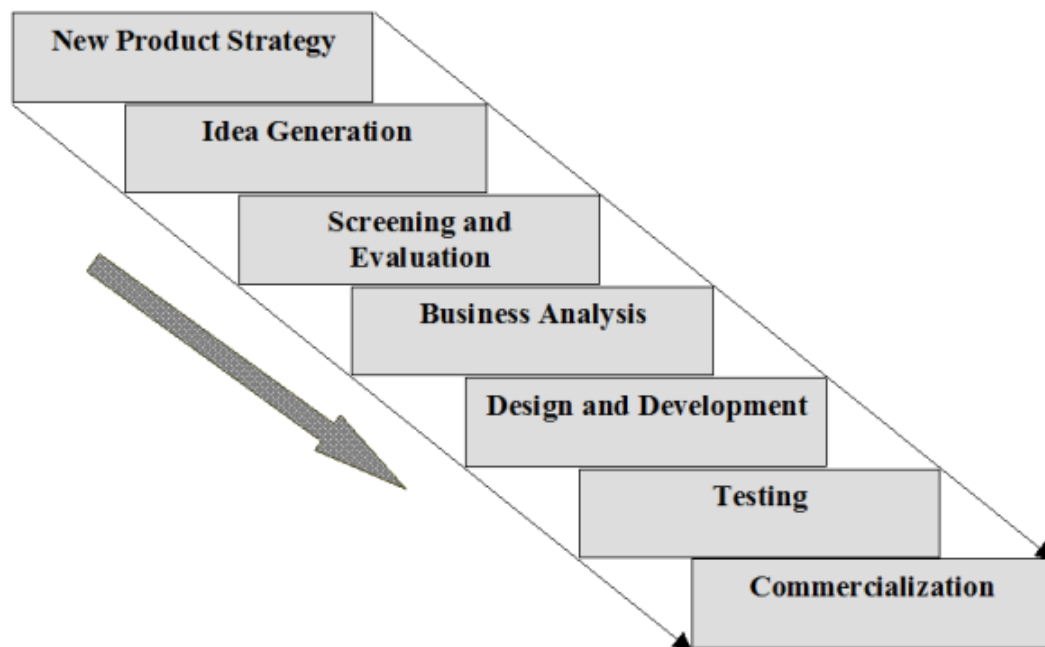 New Product Strategy
Idea Generation
Screening and
Evaluation
Business Analysis
Design and Development
Testing
Commercialization